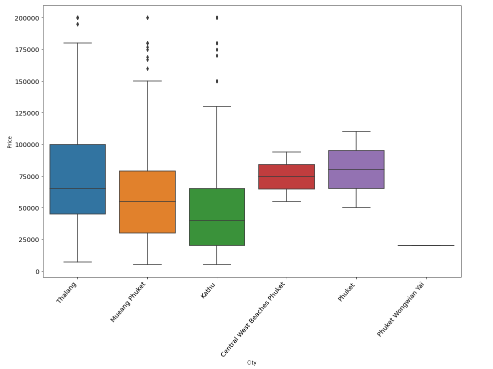 200000
175000
150000
125000
100000
75000
50000
25000
0
Price
Thalang
Mueang Phuket
Kathu
Central West Beaches Phuket
Phuket
Phuket Wongwian Yai
City